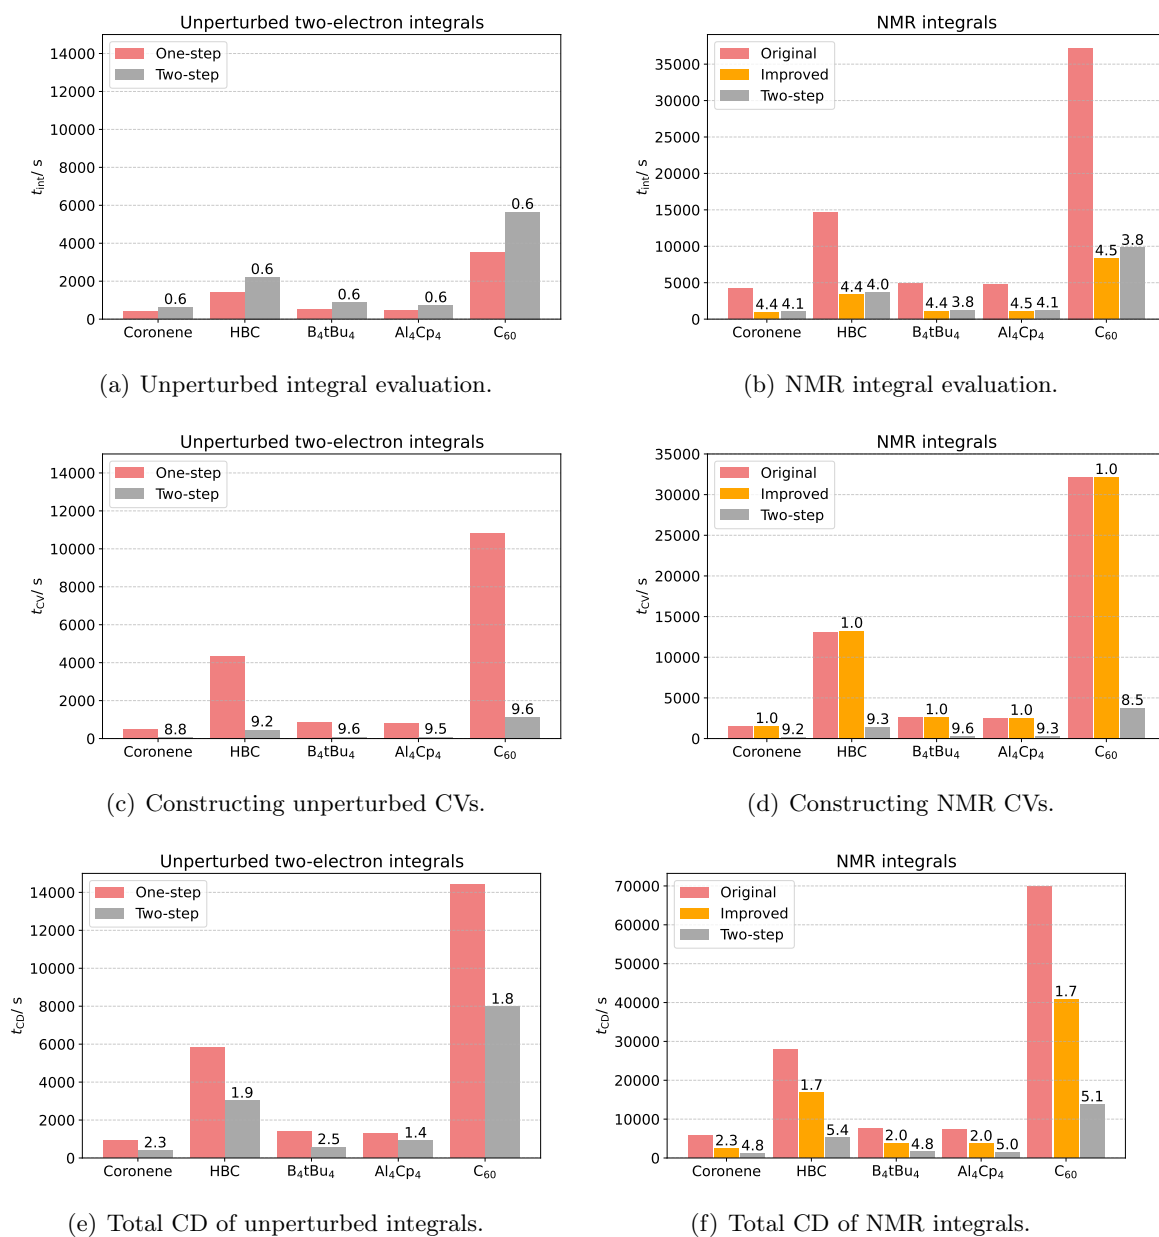 Unperturbed two-electron integrals
14000
12000
10000
8000
6000
4000
2000
0
t_int/ s
One-step
Two-step
0.6
0.6
0.6
0.6
0.6
Coronene HBC B₄tBu₄ Al₄Cp₄ C₆₀
(a) Unperturbed integral evaluation.
NMR integrals
35000
30000
25000
20000
15000
10000
5000
0
t_int/ s
Original
Improved
Two-step
4.4 4.1
4.4 4.0
4.4 3.8
4.5 4.1
4.5 3.8
Coronene HBC B₄tBu₄ Al₄Cp₄ C₆₀
(b) NMR integral evaluation.
Unperturbed two-electron integrals
14000
12000
10000
8000
6000
4000
2000
0
t_CV/ s
One-step
Two-step
8.8
9.2
9.6
9.5
9.6
Coronene HBC B₄tBu₄ Al₄Cp₄ C₆₀
(c) Constructing unperturbed CVs.
NMR integrals
35000
30000
25000
20000
15000
10000
5000
0
t_CV/ s
Original
Improved
Two-step
1.0 9.2
1.0 9.3
1.0 9.6
1.0 9.3
1.0 8.5
Coronene HBC B₄tBu₄ Al₄Cp₄ C₆₀
(d) Constructing NMR CVs.
Unperturbed two-electron integrals
14000
12000
10000
8000
6000
4000
2000
0
t_CD/ s
One-step
Two-step
2.3
1.9
2.5
1.4
1.8
Coronene HBC B₄tBu₄ Al₄Cp₄ C₆₀
(e) Total CD of unperturbed integrals.
NMR integrals
70000
60000
50000
40000
30000
20000
10000
0
t_CD/ s
Original
Improved
Two-step
2.3 4.8
1.7 5.4
2.0 4.8
2.0 5.0
1.7 5.1
Coronene HBC B₄tBu₄ Al₄Cp₄ C₆₀
(f) Total CD of NMR integrals.